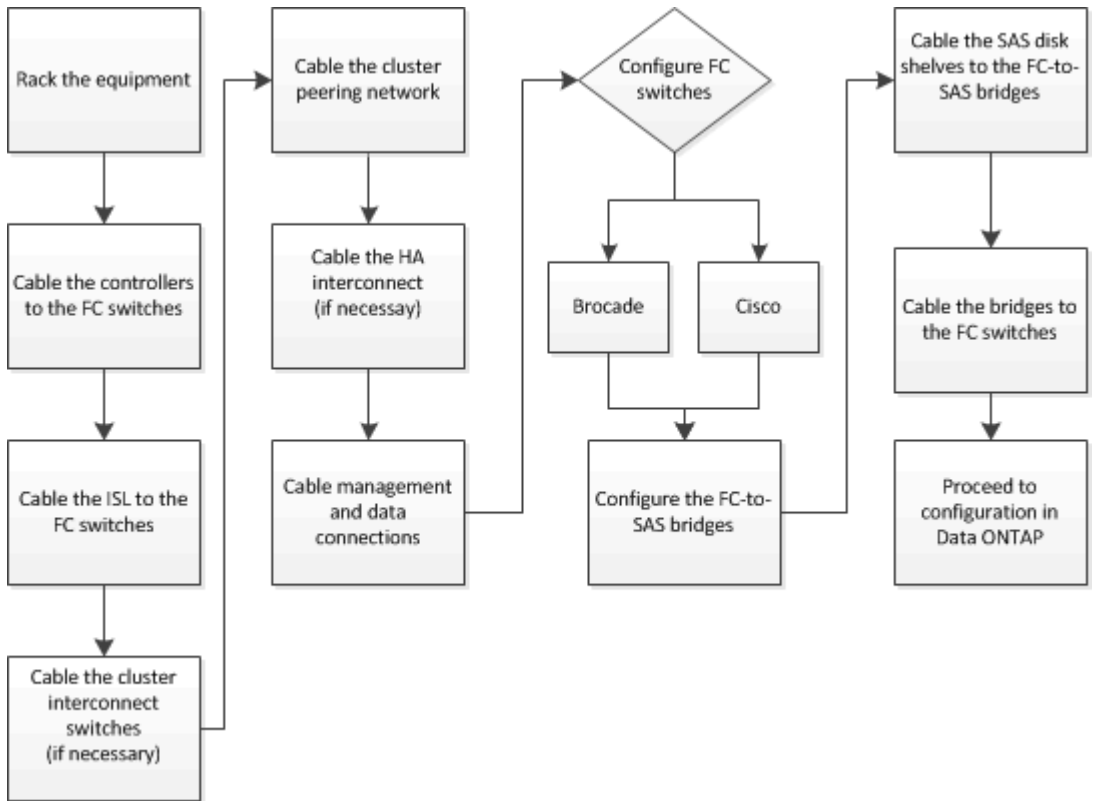 Rack the equipment
Cable the controllers
to the FC switches
Cable the ISL to the
FC switches
Cable the cluster
interconnect
switches
(if necessary)
Cable the cluster
peering network
Cable the HA
interconnect
(if necessay)
Cable management
and data
connections
Configure FC
switches
Brocade
Cisco
Configure the FC-to-
SAS bridges
Cable the SAS disk
shelves to the FC-to-
SAS bridges
Cable the bridges to
the FC switches
Proceed to
configuration in
Data ONTAP